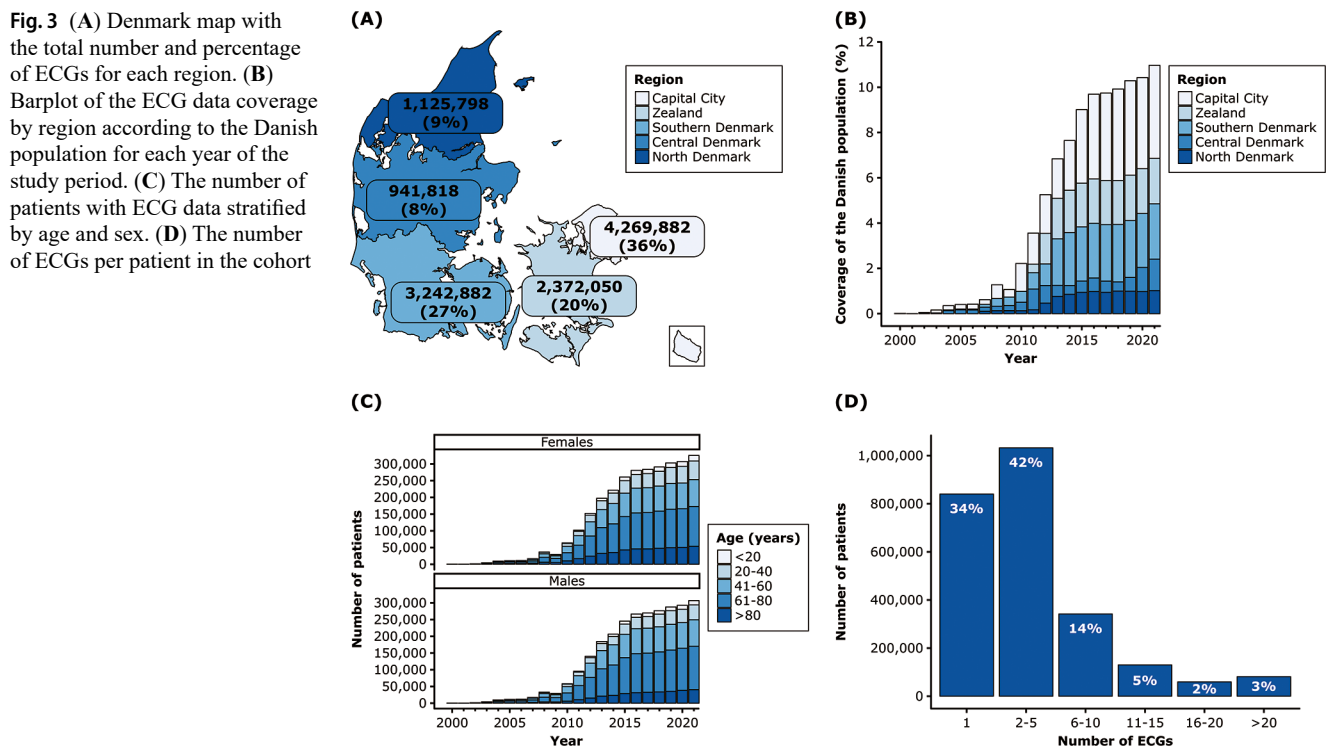 Fig. 3 (A) Denmark map with
the total number and percentage
of ECGs for each region. (B)
Barplot of the ECG data coverage
by region according to the Danish
population for each year of the
study period. (C) The number of
patients with ECG data stratified
by age and sex. (D) The number
of ECGs per patient in the cohort
(A)
1,125,798
(9%)
941,818
(8%)
4,269,882
(36%)
3,242,882
(27%)
2,372,050
(20%)
Region
Capital City
Zealand
Southern Denmark
Central Denmark
North Denmark
(B)
Coverage of the Danish population (%)
12
10
8
6
4
2
0
2000
2005
2010
2015
2020
Year
Region
Capital City
Zealand
Southern Denmark
Central Denmark
North Denmark
(C)
Number of patients
Females
300,000
250,000
200,000
150,000
100,000
50,000
0
Males
300,000
250,000
200,000
150,000
100,000
50,000
0
2000
2005
2010
2015
2020
Year
Age (years)
<20
20-40
41-60
61-80
>80
(D)
Number of patients
1,000,000
800,000
600,000
400,000
200,000
0
34%
42%
14%
5%
2%
3%
1
2-5
6-10
11-15
16-20
>20
Number of ECGs